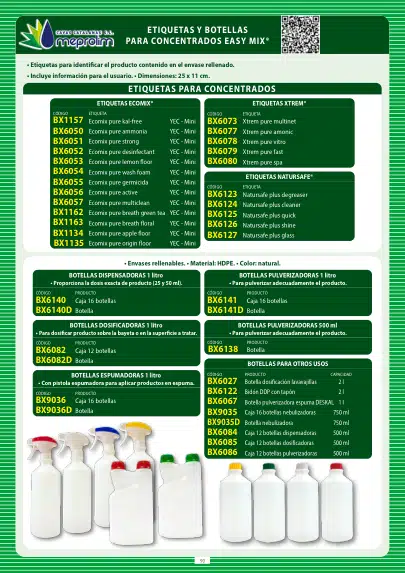 CUPAS CATALANAS S.L.
meprolim
ETIQUETAS Y BOTELLAS
PARA CONCENTRADOS EASY MIX®
• Etiquetas para identificar el producto contenido en el envase rellenado.
• Incluye información para el usuario. • Dimensiones: 25 x 11 cm.
ETIQUETAS PARA CONCENTRADOS
ETIQUETAS ECOMIX®
CÓDIGO ETIQUETA
BX1157 Ecomix pure kal-free YEC - Mini
BX6050 Ecomix pure ammonia YEC - Mini
BX6051 Ecomix pure strong YEC - Mini
BX6052 Ecomix pure desinfectant YEC - Mini
BX6053 Ecomix pure lemon floor YEC - Mini
BX6054 Ecomix pure wash foam YEC - Mini
BX6055 Ecomix pure germicida YEC - Mini
BX6056 Ecomix pure active YEC - Mini
BX6057 Ecomix pure multiclean YEC - Mini
BX1162 Ecomix pure breath green tea YEC - Mini
BX1163 Ecomix pure breath floral YEC - Mini
BX1134 Ecomix pure apple floor YEC - Mini
BX1135 Ecomix pure origin floor YEC - Mini
ETIQUETAS XTREM®
CÓDIGO ETIQUETA
BX6073 Xtrem pure multinet
BX6077 Xtrem pure amonic
BX6078 Xtrem pure vitro
BX6079 Xtrem pure fast
BX6080 Xtrem pure spa
ETIQUETAS NATURSAFE®
CÓDIGO ETIQUETA
BX6123 Natursafe plus degreaser
BX6124 Natursafe plus cleaner
BX6125 Natursafe plus quick
BX6126 Natursafe plus shine
BX6127 Natursafe plus glass
• Envases rellenables. • Material: HDPE. • Color: natural.
BOTELLAS DISPENSADORAS 1 litro
• Proporciona la dosis exacta de producto (25 y 50 ml).
CÓDIGO PRODUCTO
BX6140 Caja 16 botellas
BX6140D Botella
BOTELLAS DOSIFICADORAS 1 litro
• Para dosificar producto sobre la bayeta o en la superficie a tratar.
CÓDIGO PRODUCTO
BX6082 Caja 12 botellas
BX6082D Botella
BOTELLAS ESPUMADORAS 1 litro
• Con pistola espumadora para aplicar productos en espuma.
CÓDIGO PRODUCTO
BX9036 Caja 16 botellas
BX9036D Botella
BOTELLAS PULVERIZADORAS 1 litro
• Para pulverizar adecuadamente el producto.
CÓDIGO PRODUCTO
BX6141 Caja 16 botellas
BX6141D Botella
BOTELLAS PULVERIZADORAS 500 ml
• Para pulverizar adecuadamente el producto.
CÓDIGO PRODUCTO
BX6138 Botella
BOTELLAS PARA OTROS USOS
CÓDIGO PRODUCTO CAPACIDAD
BX6027 Botella dosificación lavavajillas 2 l
BX6122 Bidón DDP con tapón 2 l
BX6067 Botella pulverizadora espuma DESKAL 1 l
BX9035 Caja 16 botellas nebulizadoras 750 ml
BX9035D Botella nebulizadora 750 ml
BX6084 Caja 12 botellas dispensadoras 500 ml
BX6085 Caja 12 botellas dosificadoras 500 ml
BX6086 Caja 12 botellas pulverizadoras 500 ml